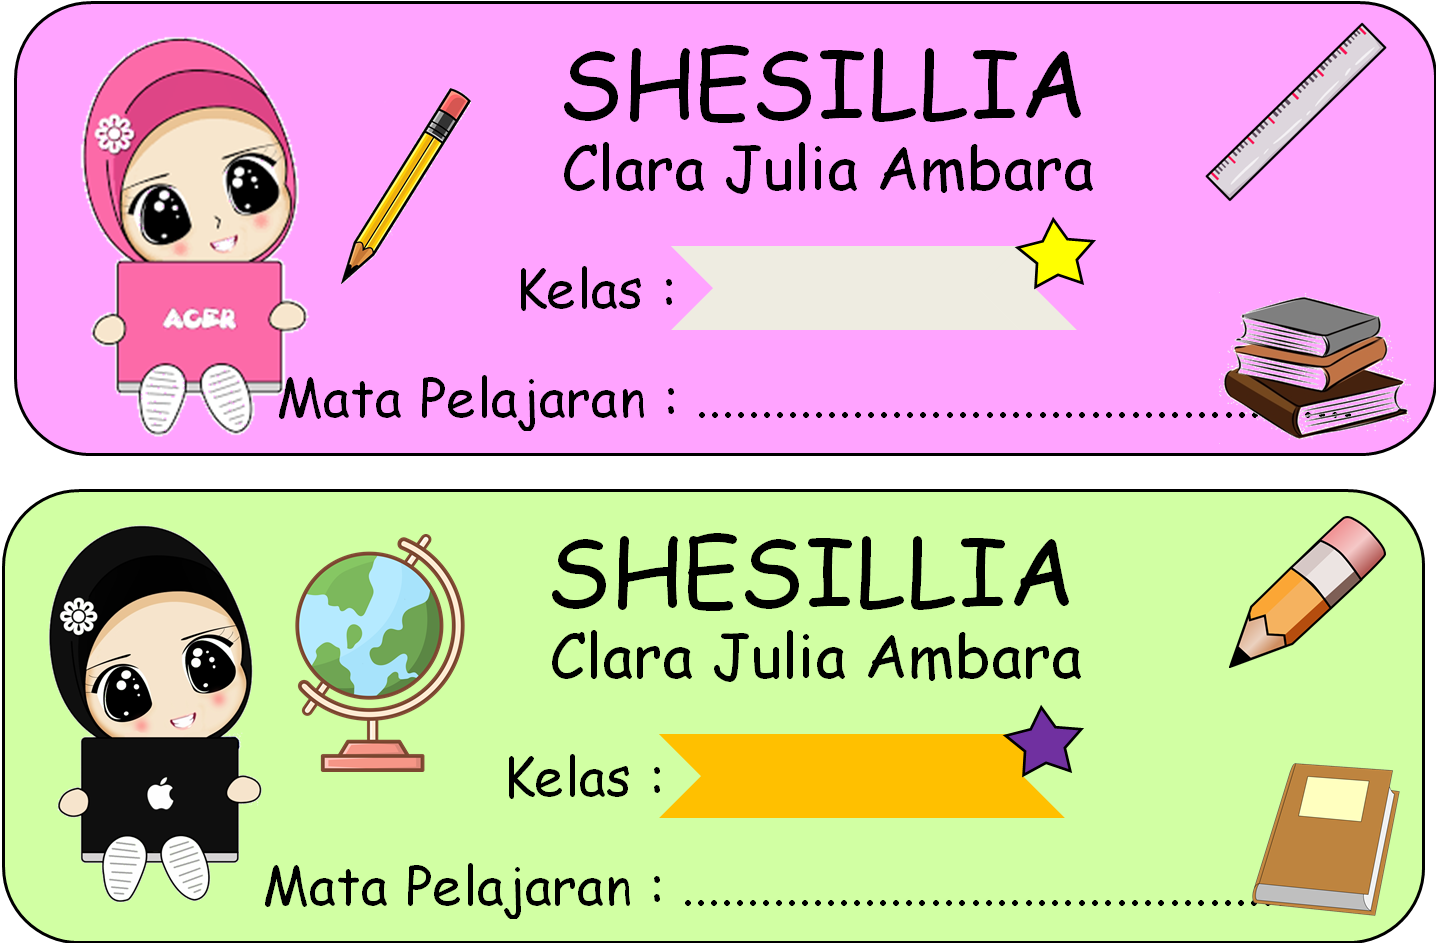 SHESILLIA
Clara Julia Ambara
Kelas :
ACER
Mata Pelajaran : ............................................
SHESILLIA
Clara Julia Ambara
Kelas :
Mata Pelajaran : ............................................